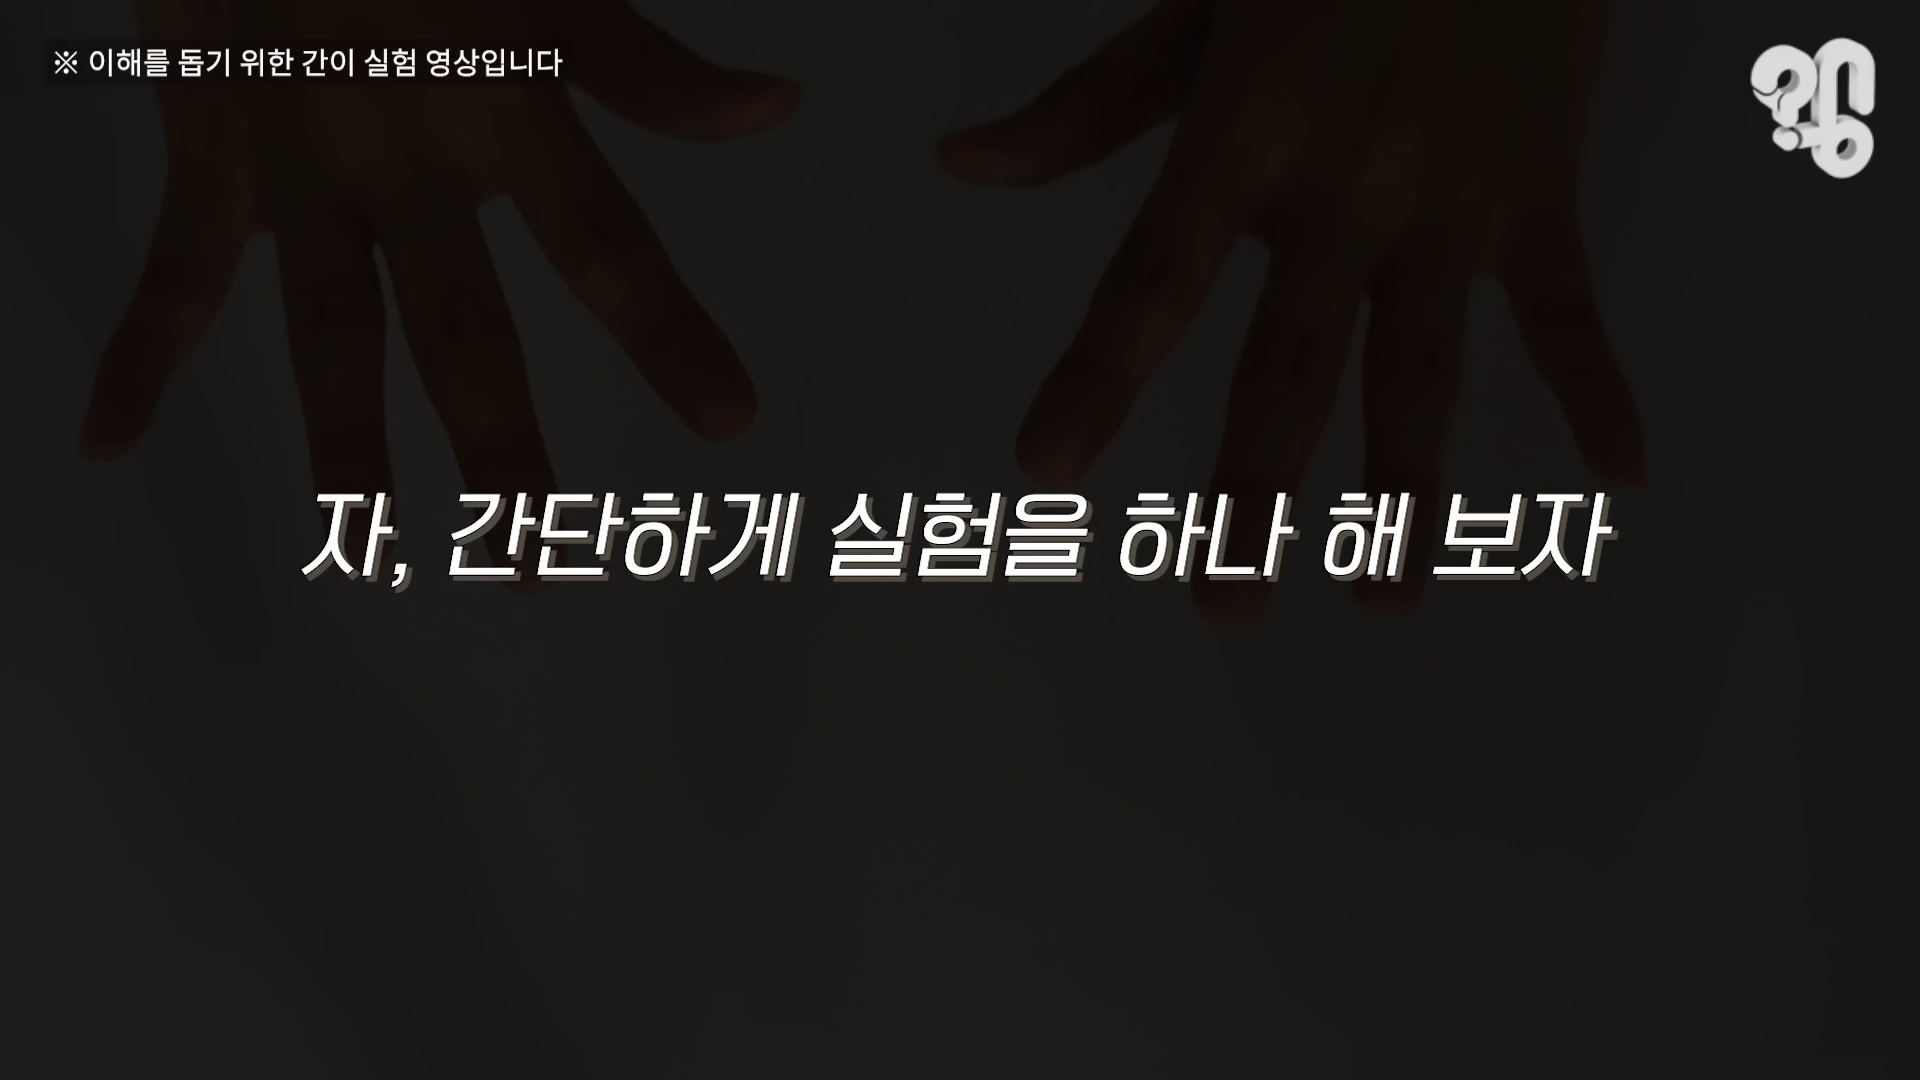 ※ 이해를 돕기 위한 간이 실험 영상입니다
자, 간단하게 실험을 하나 해 보자